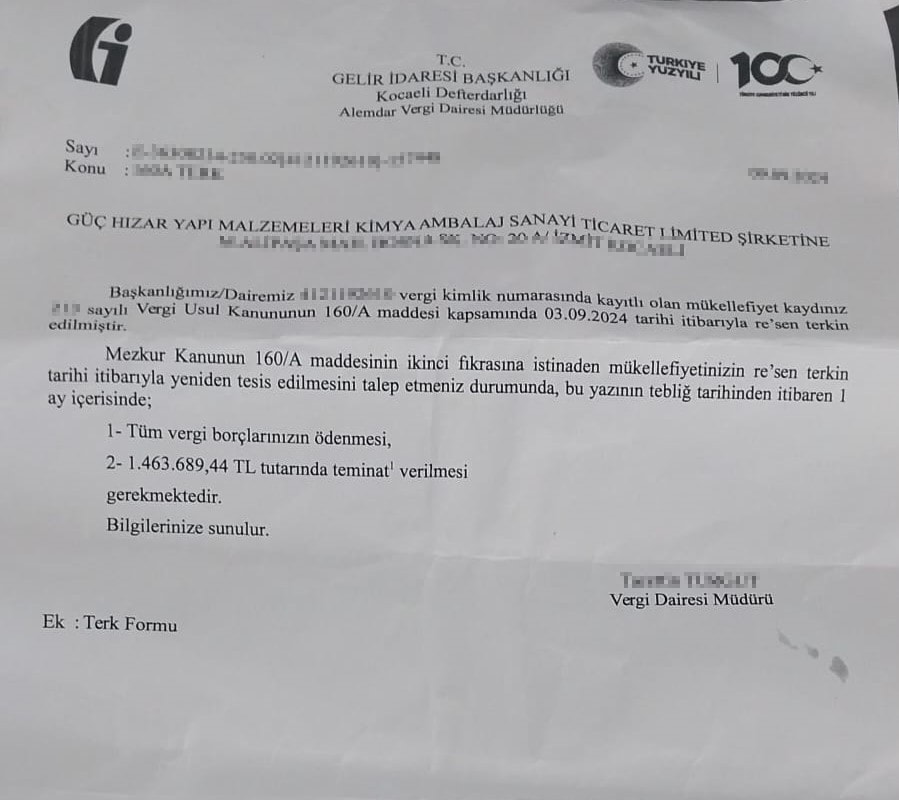 T.C.
GELİR İDARESİ BAŞKANLIĞI
Kocaeli Defterdarlığı
Alemdar Vergi Dairesi Müdürlüğü
TÜRKİYE
YÜZYILI
100
Sayı :
Konu :
GÜÇ HIZAR YAPI MALZEMELERİ KİMYA AMBALAJ SANAYİ TİCARET LİMİTED ŞİRKETİNE
İZMİT KOCAELİ
Başkanlığımız/Dairemiz vergi kimlik numarasında kayıtlı olan mükellefiyet kaydınız
sayılı Vergi Usul Kanununun 160/A maddesi kapsamında 03.09.2024 tarihi itibarıyla re'sen terkin
edilmiştir.
Mezkur Kanunun 160/A maddesinin ikinci fıkrasına istinaden mükellefiyetinizin re'sen terkin
tarihi itibarıyla yeniden tesis edilmesini talep etmeniz durumunda, bu yazının tebliğ tarihinden itibaren 1
ay içerisinde;
1- Tüm vergi borçlarınızın ödenmesi,
2- 1.463.689,44 TL tutarında teminat¹ verilmesi
gerekmektedir.
Bilgilerinize sunulur.
Vergi Dairesi Müdürü
Ek : Terk Formu